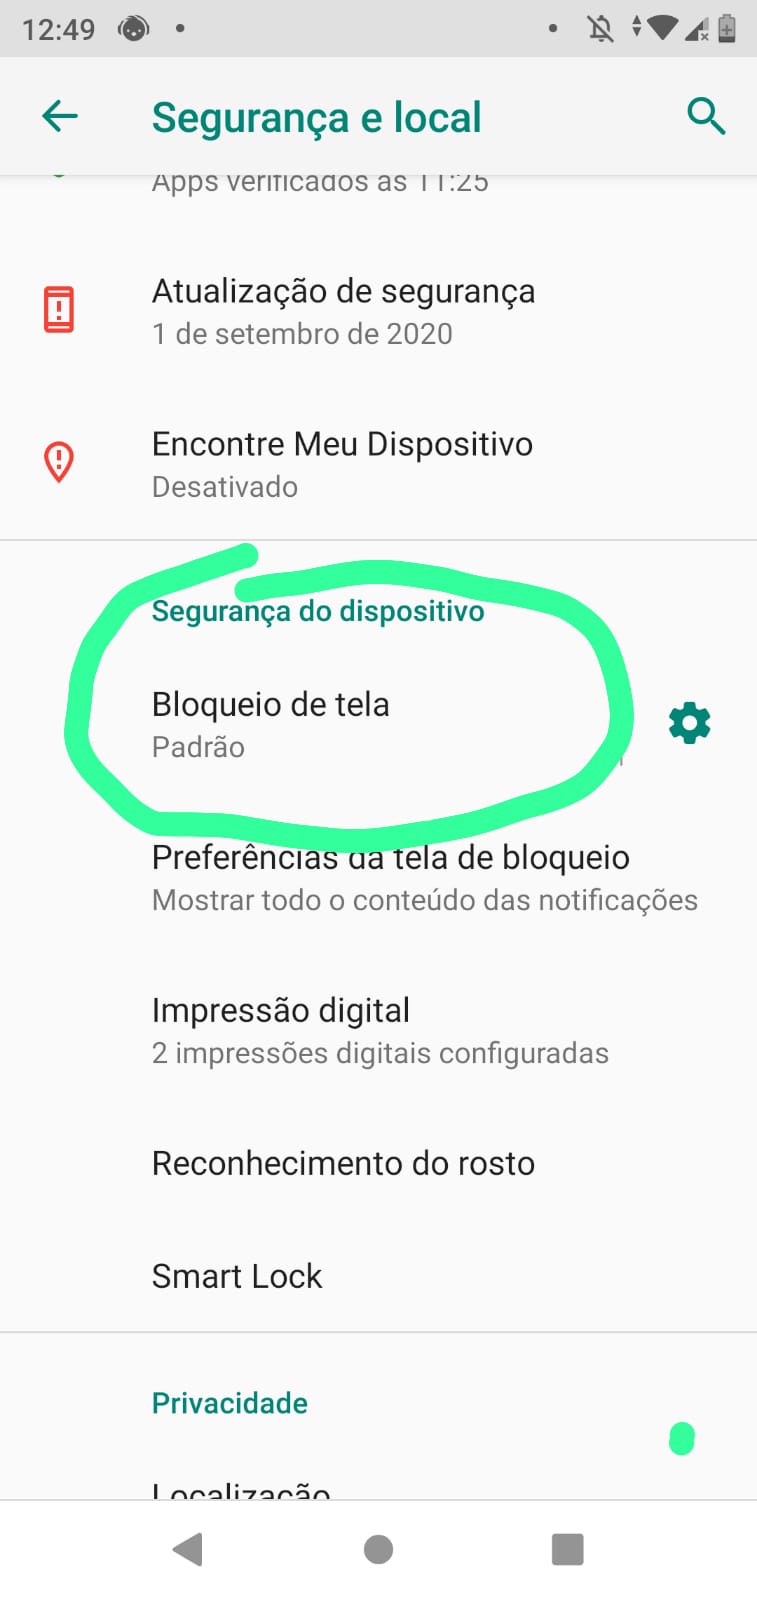 12:49
Segurança e local
Apps verificados às 11:25
Atualização de segurança
1 de setembro de 2020
Encontre Meu Dispositivo
Desativado
Segurança do dispositivo
Bloqueio de tela
Padrão
Preferências da tela de bloqueio
Mostrar todo o conteúdo das notificações
Impressão digital
2 impressões digitais configuradas
Reconhecimento do rosto
Smart Lock
Privacidade
Localização